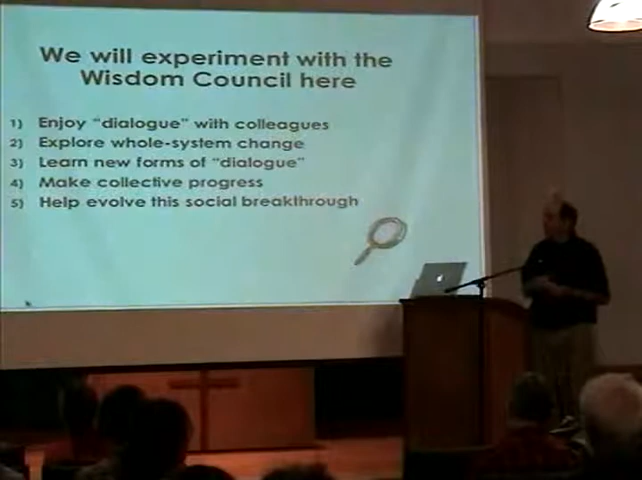 We will experiment with the
Wisdom Council here
1) Enjoy "dialogue" with colleagues
2) Explore whole-system change
3) Learn new forms of "dialogue"
4) Make collective progress
5) Help evolve this social breakthrough